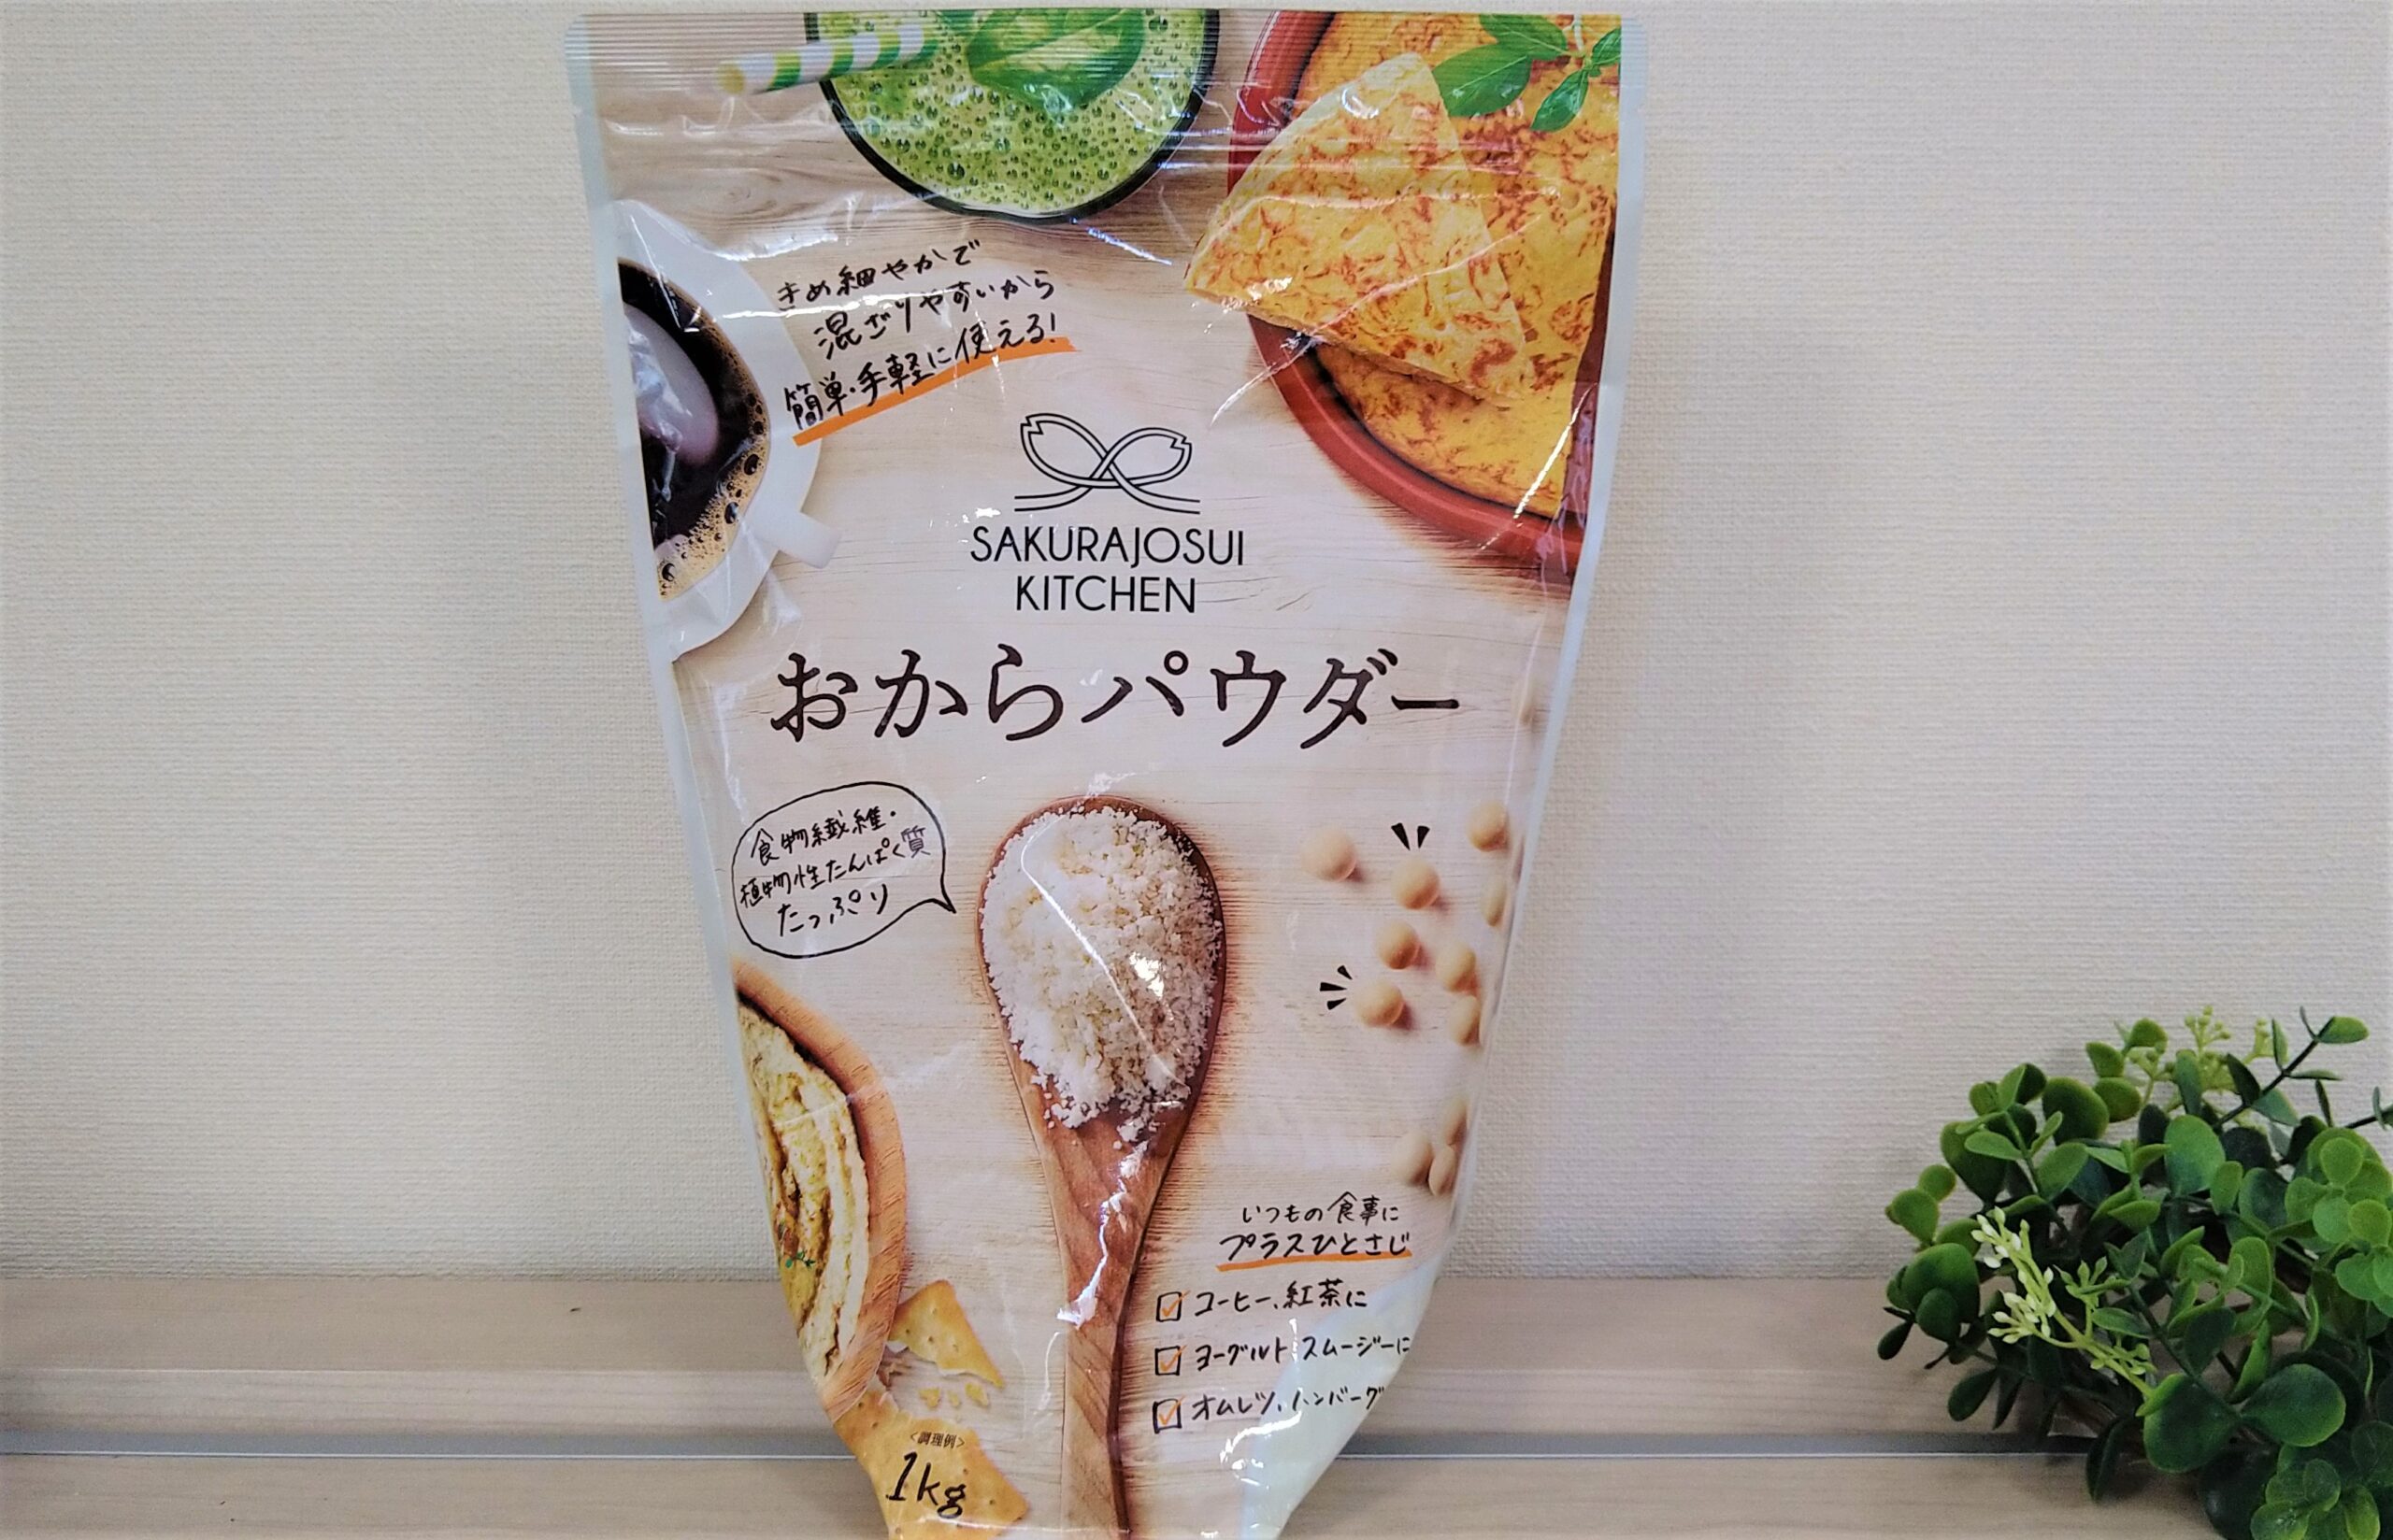 きめ細やかで
混ざりやすいから
簡単・手軽に使える!
SAKURAJOSUI
KITCHEN
おからパウダー
食物繊維・
植物性たんぱく質
たっぷり
いつもの食事に
プラスひとさじ
コーヒー、紅茶に
ヨーグルト、スムージーに
オムレツ、ハンバーグ
<調理例>
1kg